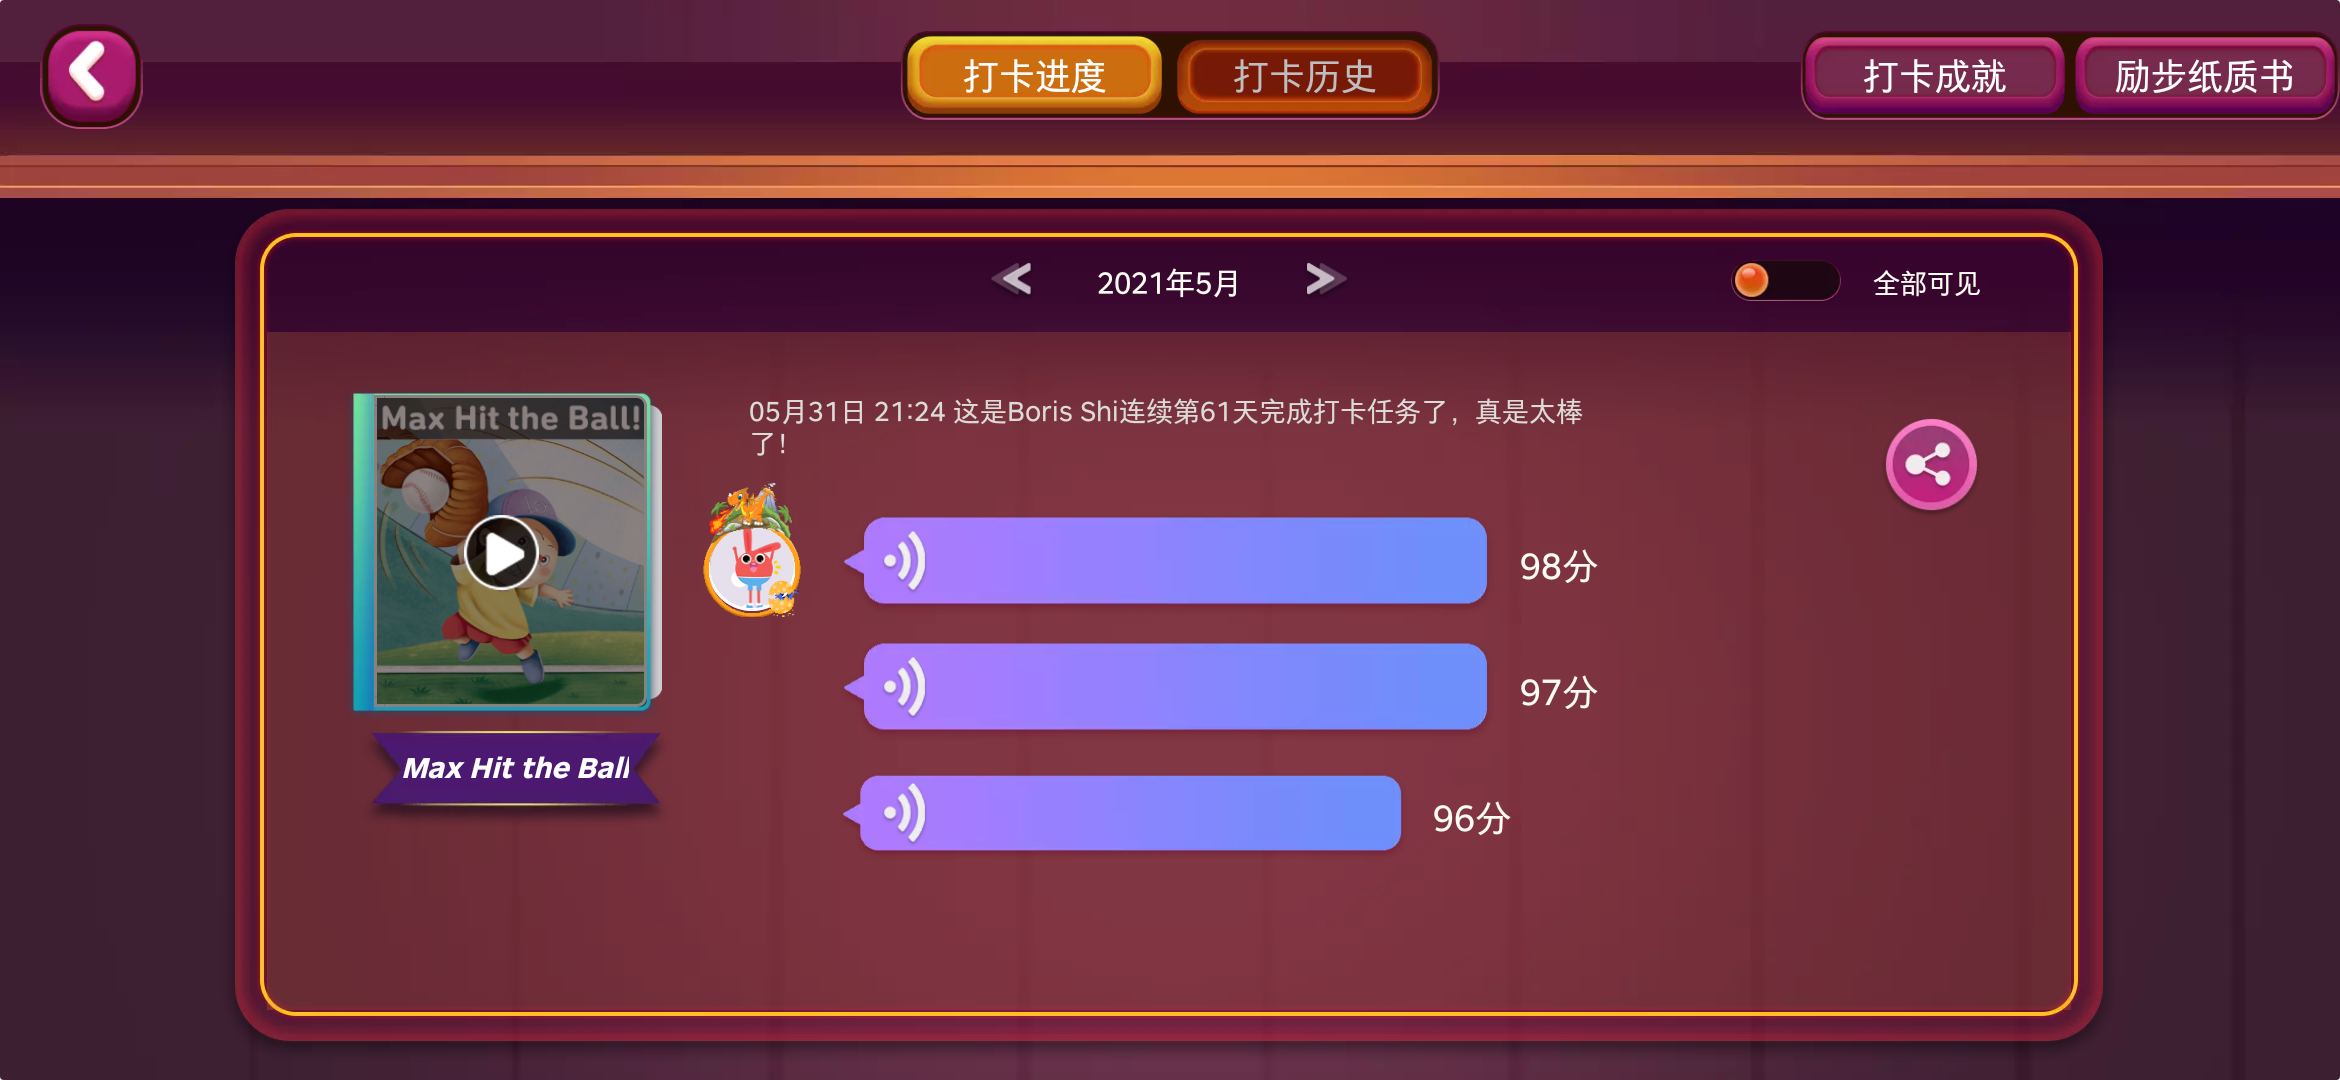 打卡进度
打卡历史
打卡成就
励步纸质书
2021年5月
全部可见
Max Hit the Ball!
05月31日 21:24 这是Boris Shi连续第61天完成打卡任务了，真是太棒
了！
98分
97分
96分
Max Hit the Ball